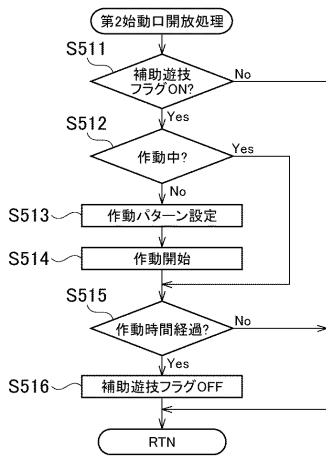 第2始動口開放処理
S511
補助遊技
フラグON?
No
Yes
S512
作動中?
Yes
No
S513
作動パターン設定
S514
作動開始
S515
作動時間経過?
No
Yes
S516
補助遊技フラグOFF
RTN